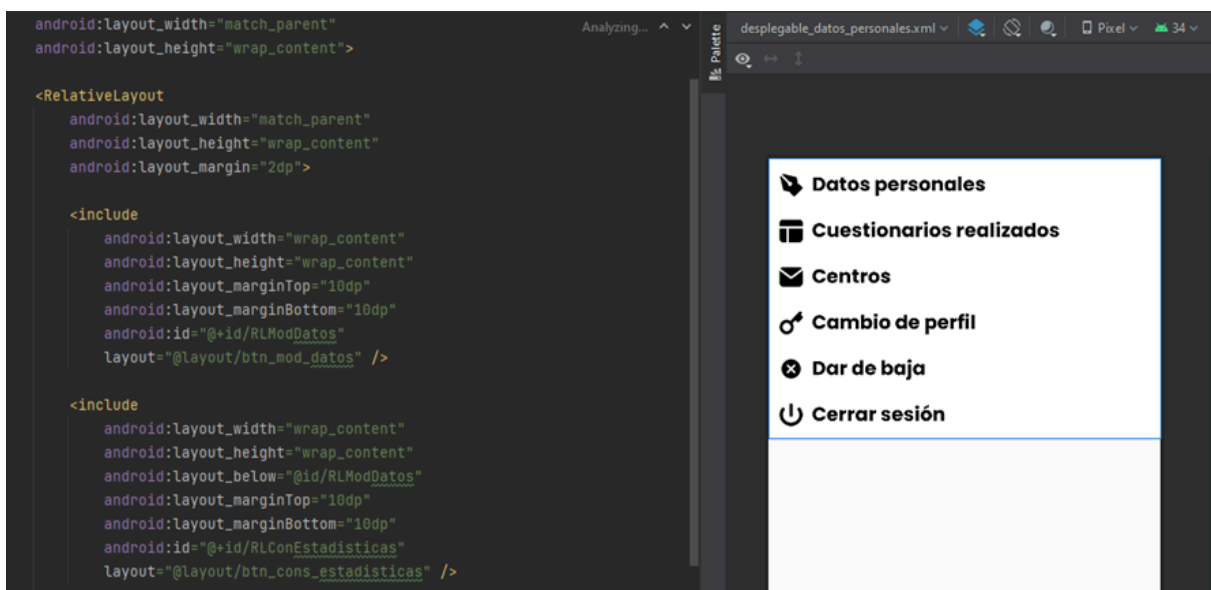 android:layout_width="match_parent"
android:layout_height="wrap_content">
<RelativeLayout
android:layout_width="match_parent"
android:layout_height="wrap_content"
android:layout_margin="2dp">
<include
android:layout_width="wrap_content"
android:layout_height="wrap_content"
android:layout_marginTop="10dp"
android:layout_marginBottom="10dp"
android:id="@+id/RLModDatos"
layout="@layout/btn_mod_datos" />
<include
android:layout_width="wrap_content"
android:layout_height="wrap_content"
android:layout_below="@id/RLModDatos"
android:layout_marginTop="10dp"
android:layout_marginBottom="10dp"
android:id="@+id/RLConEstadisticas"
layout="@layout/btn_cons_estadisticas" />
Analyzing...
Palette
desplegable_datos_personales.xml
Pixel
34
Datos personales
Cuestionarios realizados
Centros
Cambio de perfil
Dar de baja
Cerrar sesión